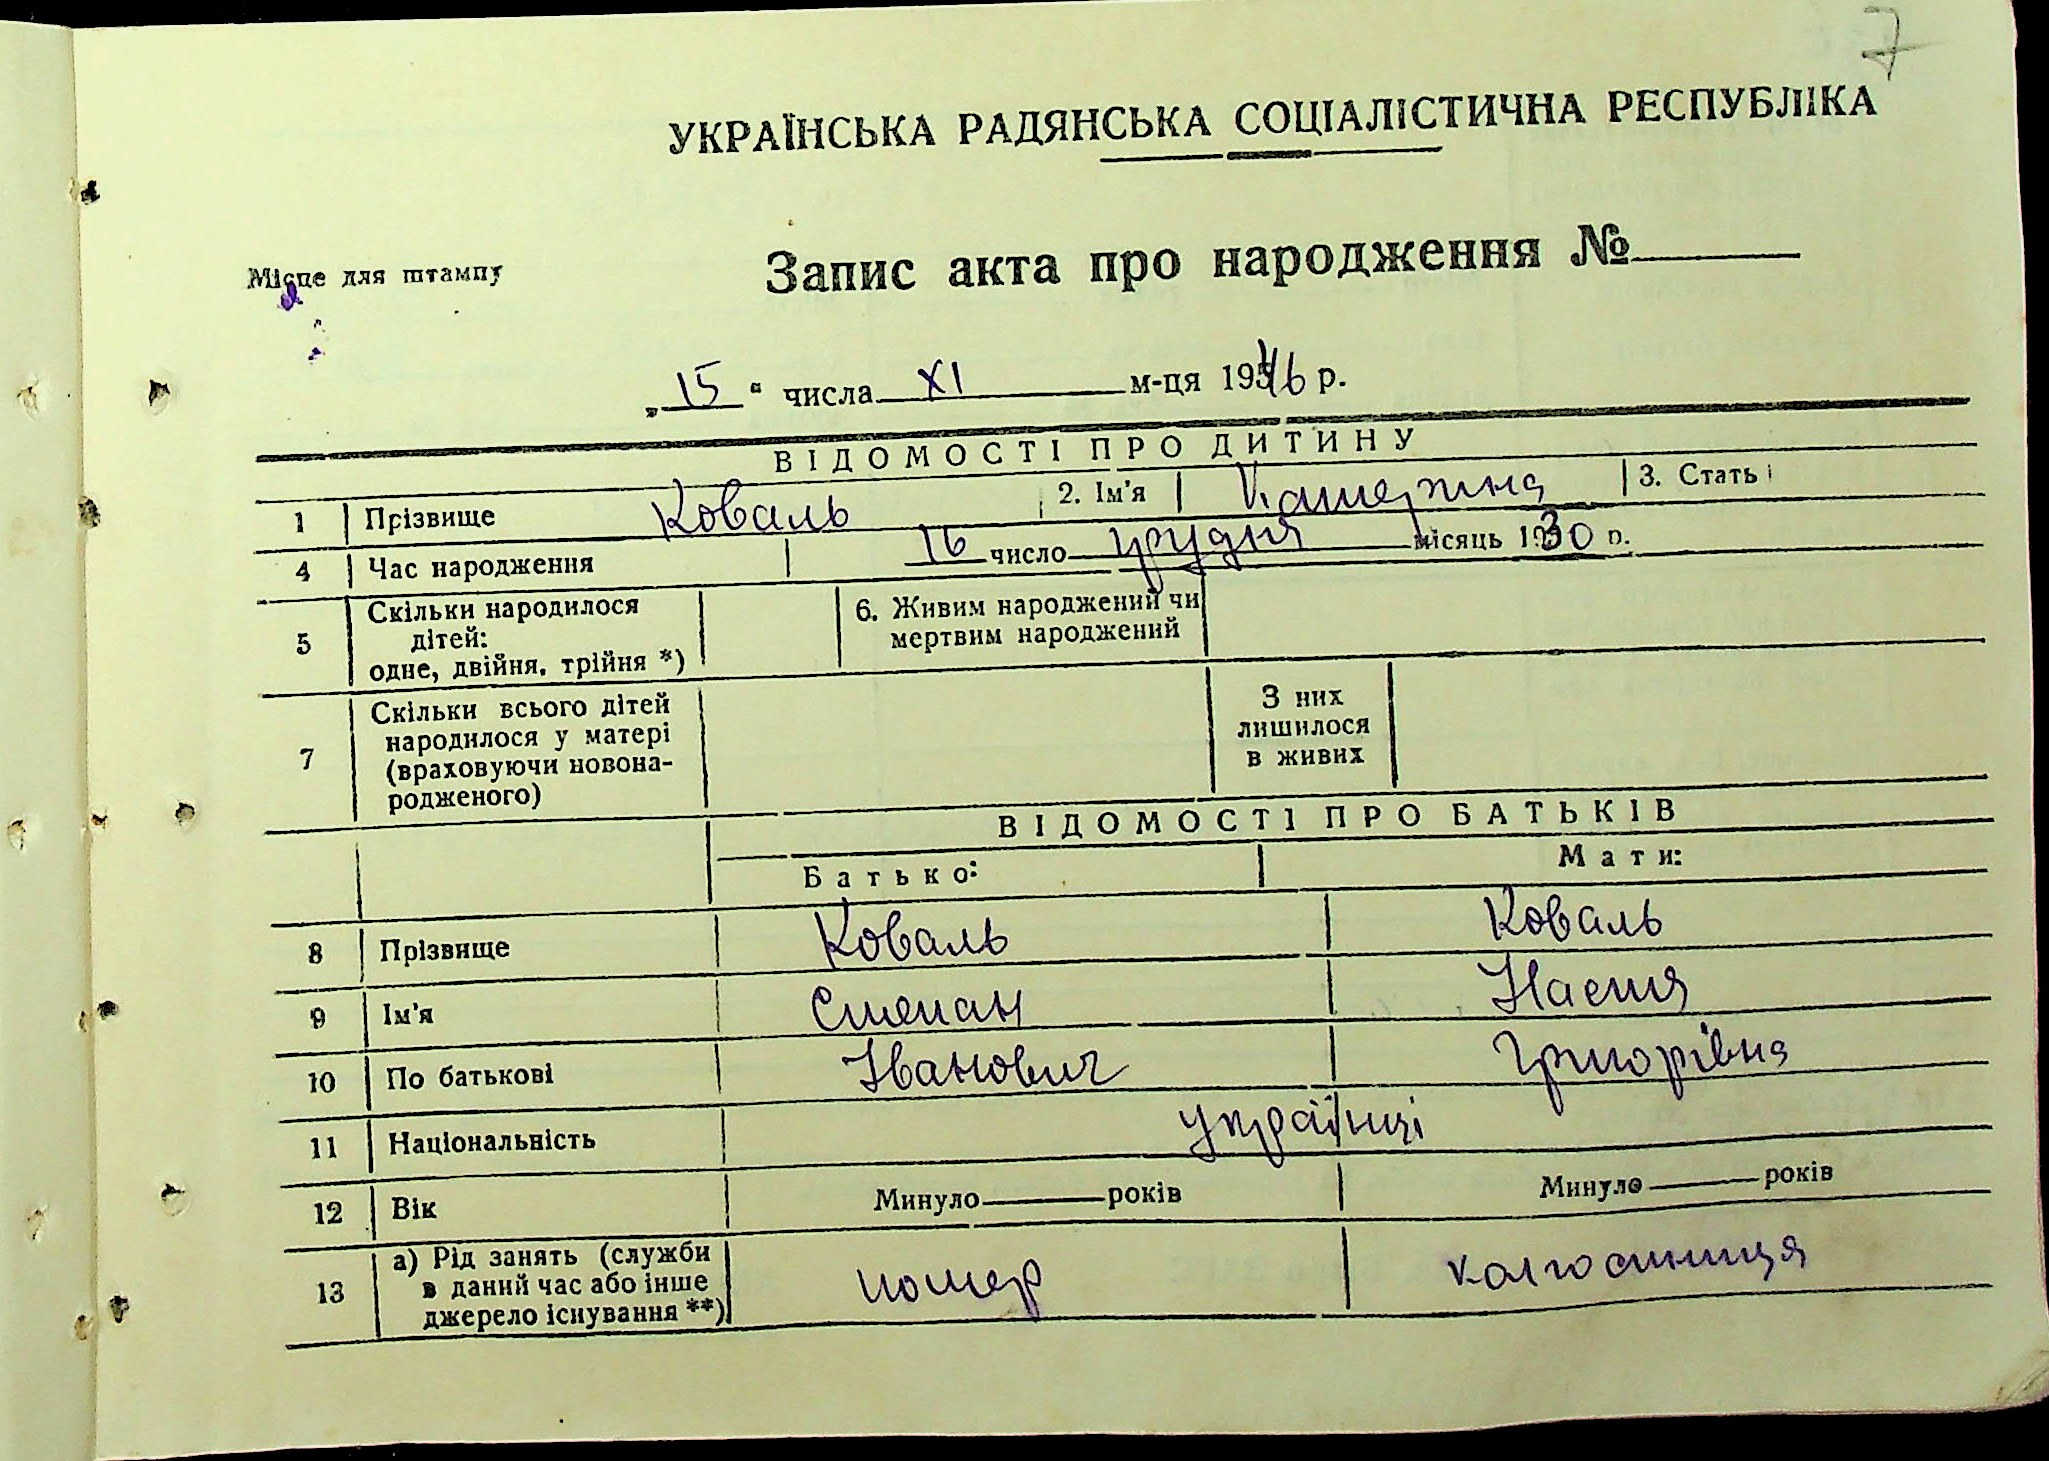 7
УКРАЇНСЬКА РАДЯНСЬКА СОЦІАЛІСТИЧНА РЕСПУБЛІКА
Місце для штампу
Запис акта про народження №
„15“ числа XI м-ця 1946 р.
ВІДОМОСТІ ПРО ДИТИНУ
1 Прізвище Коваль 2. Ім'я Катерина 3. Стать
4 Час народження 16 число грудня місяць 1930 р.
5 Скільки народилося дітей: одне, двійня, трійня *) 6. Живим народжений чи мертвим народжений
7 Скільки всього дітей народилося у матері (враховуючи новонародженого) З них лишилося в живих
ВІДОМОСТІ ПРО БАТЬКІВ
Батько: Мати:
8 Прізвище Коваль Коваль
9 Ім'я Степан Настя
10 По батькові Іванович Григорівна
11 Національність українці
12 Вік Минуло років Минуло років
13 а) Рід занять (служби в даний час або інше джерело існування **) помер колгоспниця